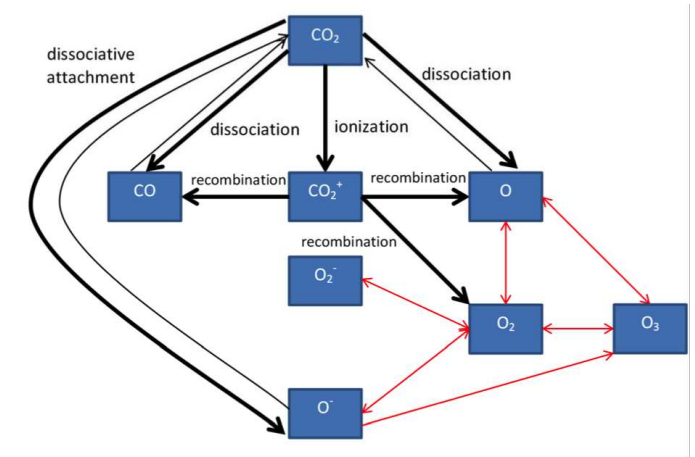 CO₂
dissociative
attachment
dissociation
dissociation
ionization
recombination
recombination
CO
CO₂⁺
O
recombination
O₂⁻
O₂
O₃
O⁻